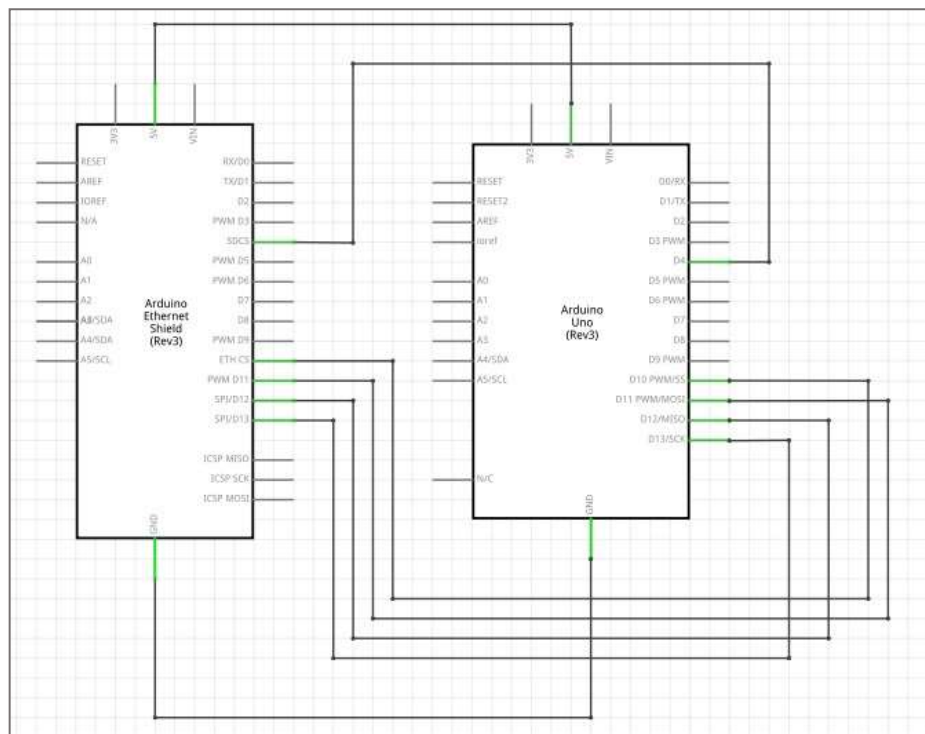 3V3
5V
VIN
RESET
AREF
IOREF
N/A
A0
A1
A2
A4/SDA
A5/SCL
RX/D0
TX/D1
D2
PWM D3
SDCS
PWM D5
PWM D6
D7
D8
PWM D9
ETH CS
PWM D11
SPI/D12
SPI/D13
ICSP MISO
ICSP SCK
ICSP MOSI
Arduino
Ethernet
Shield
(Rev3)
GND
3V3
5V
VIN
RESET
RESET2
AREF
ioref
A0
A1
A2
A3
A4/SDA
A5/SCL
N/C
D0/RX
D1/TX
D2
D3 PWM
D4
D5 PWM
D6 PWM
D7
D8
D9 PWM
D10 PWM/SS
D11 PWM/MOSI
D12/MISO
D13/SCK
Arduino
Uno
(Rev3)
GND